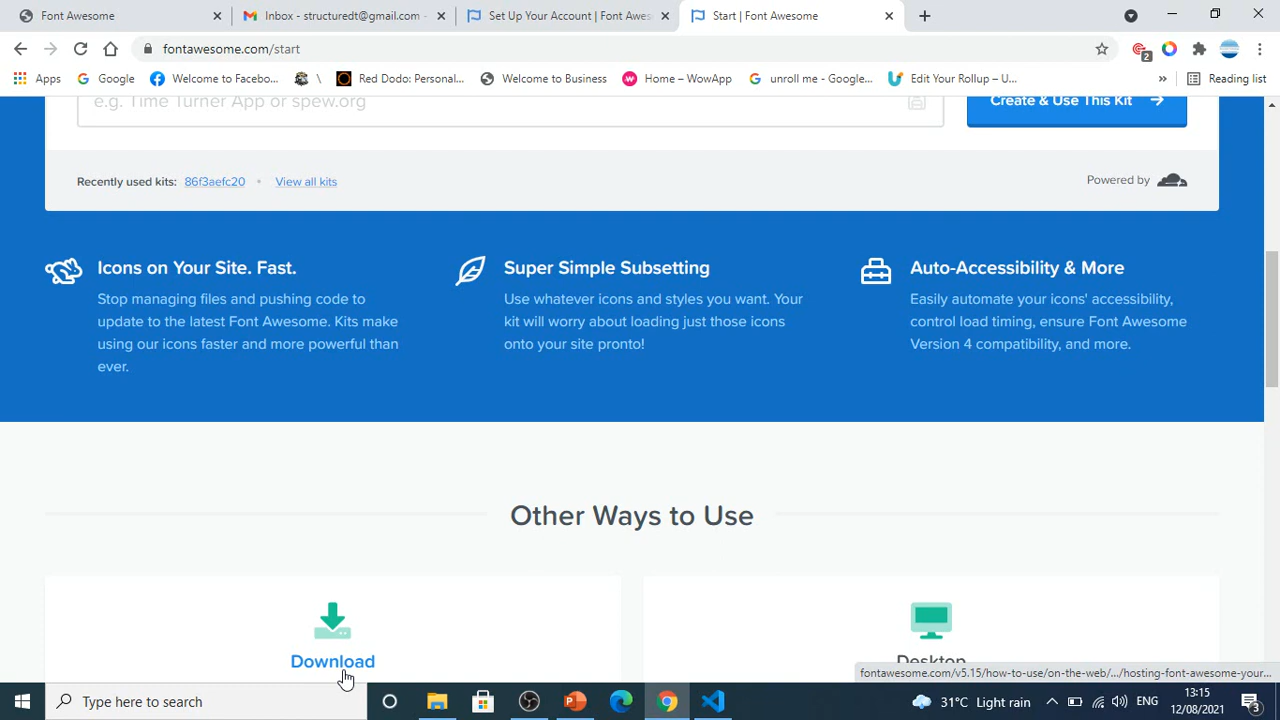 Font Awesome
Inbox - structuredt@gmail.com -
Set Up Your Account | Font Awes
Start | Font Awesome
fontawesome.com/start
2
Apps
Google
Welcome to Facebo...
\
Red Dodo: Personal...
Welcome to Business
Home – WowApp
unroll me - Google...
Edit Your Rollup – U...
»
Reading list
e.g. Time Turner App or spew.org
Create & Use This Kit
Recently used kits: 86f3aefc20 • View all kits
Powered by
Icons on Your Site. Fast.
Stop managing files and pushing code to
update to the latest Font Awesome. Kits make
using our icons faster and more powerful than
ever.
Super Simple Subsetting
Use whatever icons and styles you want. Your
kit will worry about loading just those icons
onto your site pronto!
Auto-Accessibility & More
Easily automate your icons' accessibility,
control load timing, ensure Font Awesome
Version 4 compatibility, and more.
Other Ways to Use
Download
Desktop
fontawesome.com/v5.15/how-to-use/on-the-web/.../hosting-font-awesome-your...
Type here to search
31°C Light rain
ENG
13:15
12/08/2021
3